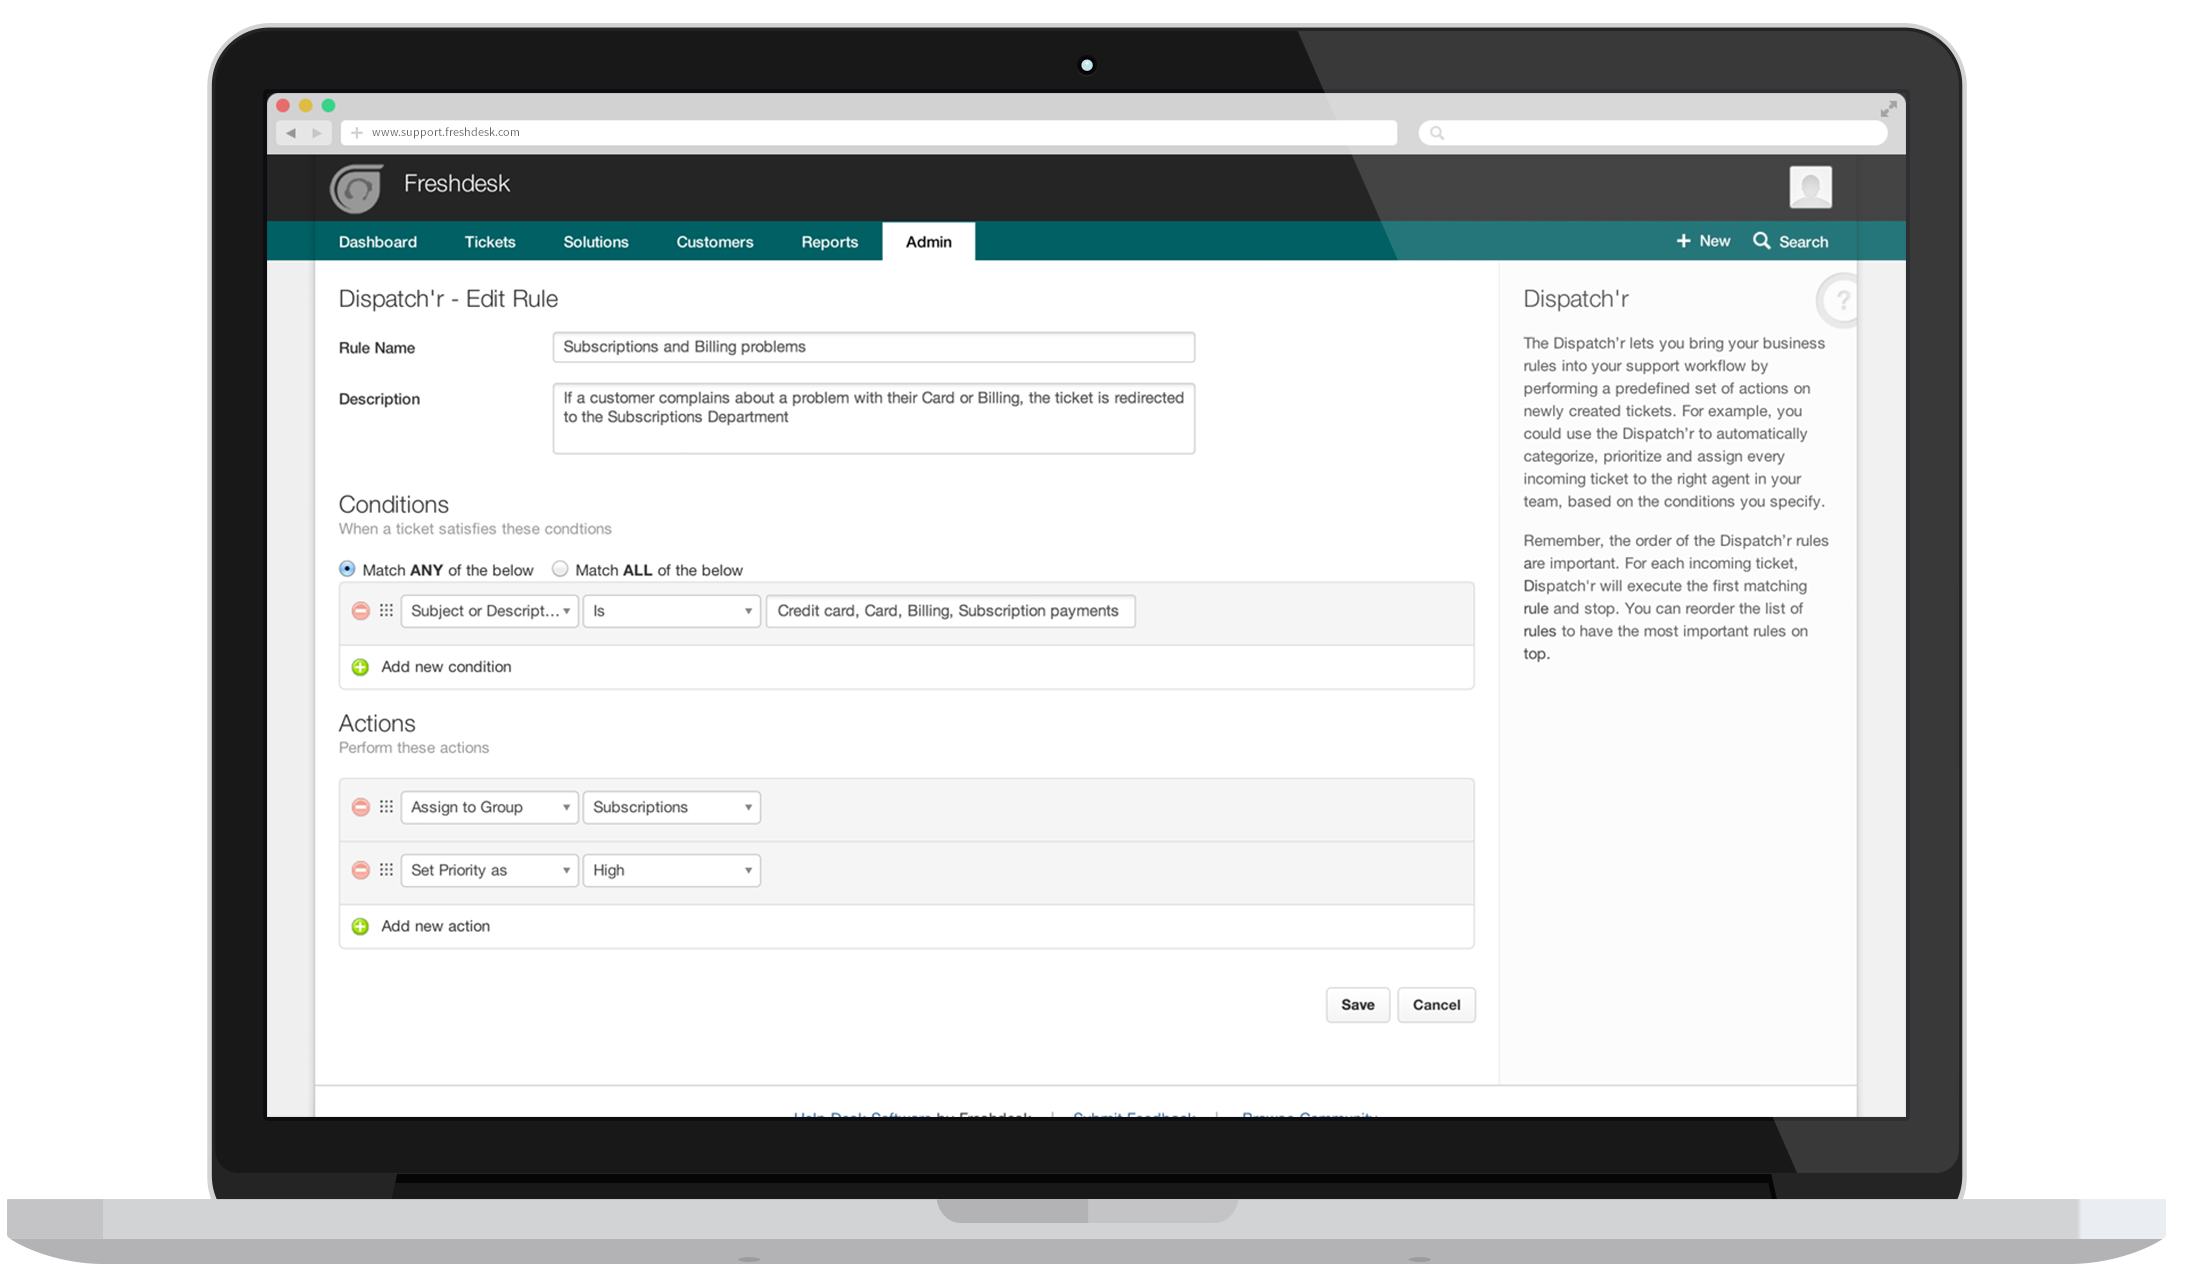 www.support.freshdesk.com
Freshdesk
Dashboard Tickets Solutions Customers Reports Admin + New Search
Dispatch'r - Edit Rule
Rule Name
Subscriptions and Billing problems
Description
If a customer complains about a problem with their Card or Billing, the ticket is redirected
to the Subscriptions Department
Conditions
When a ticket satisfies these condtions
Match ANY of the below Match ALL of the below
Subject or Descript... Is Credit card, Card, Billing, Subscription payments
Add new condition
Actions
Perform these actions
Assign to Group Subscriptions
Set Priority as High
Add new action
Save Cancel
Dispatch'r
?
The Dispatch'r lets you bring your business
rules into your support workflow by
performing a predefined set of actions on
newly created tickets. For example, you
could use the Dispatch'r to automatically
categorize, prioritize and assign every
incoming ticket to the right agent in your
team, based on the conditions you specify.
Remember, the order of the Dispatch'r rules
are important. For each incoming ticket,
Dispatch'r will execute the first matching
rule and stop. You can reorder the list of
rules to have the most important rules on
top.
Help Desk Software by Freshdesk | Submit Feedback | Browse Community